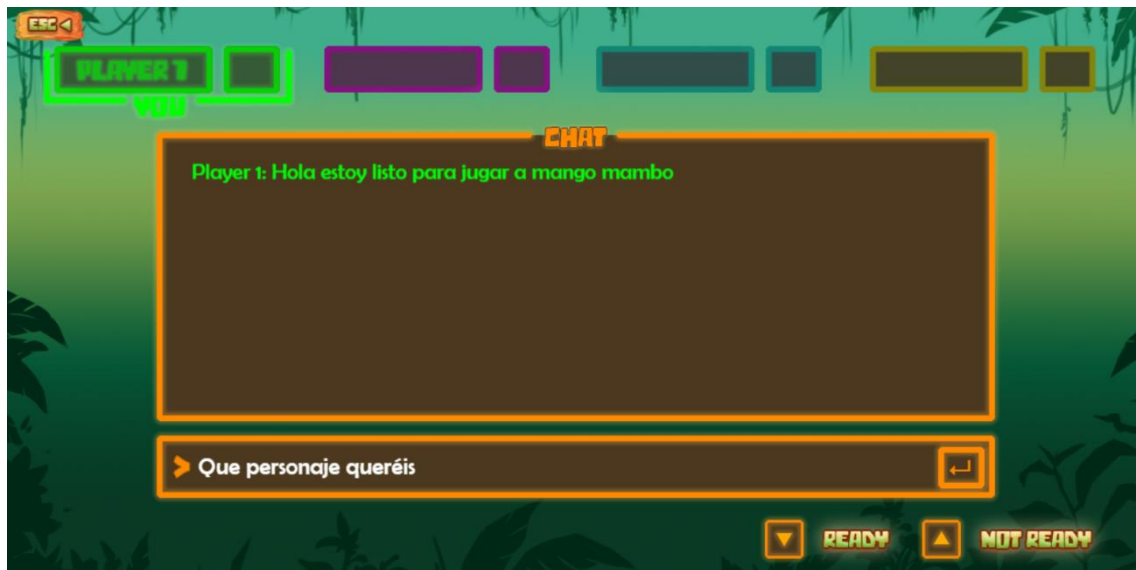 ESC
PLAYER 1
YOU
CHAT
Player 1: Hola estoy listo para jugar a mango mambo
> Que personaje queréis
READY
NOT READY